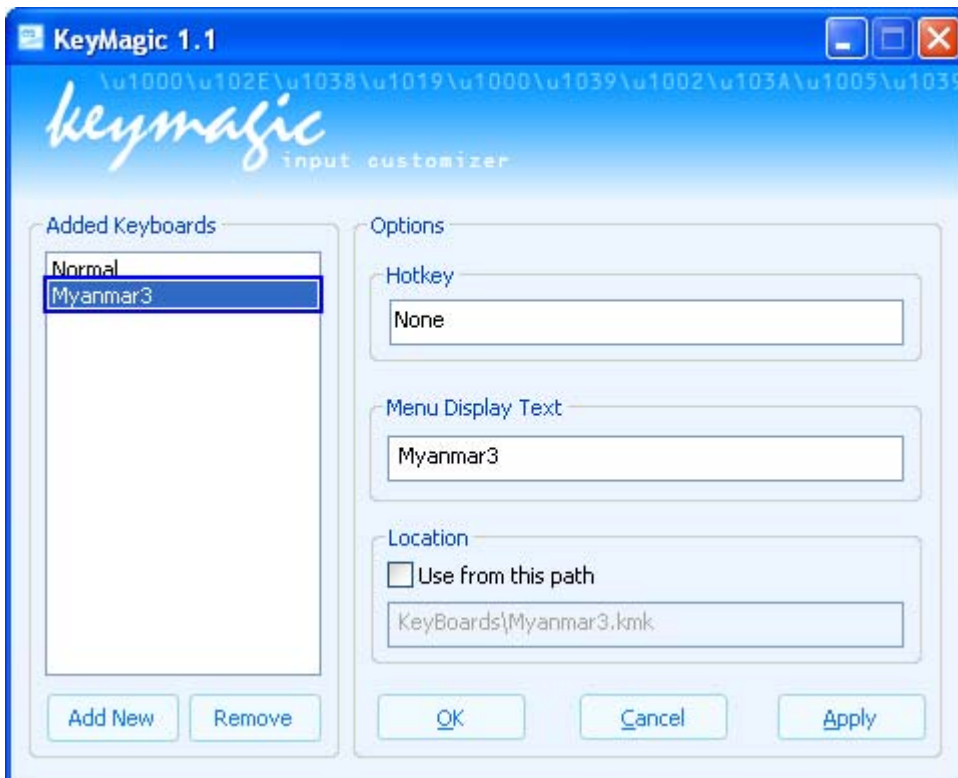 KeyMagic 1.1
\u1000\u102E\u1038\u1019\u1000\u1039\u1002\u103A\u1005\u1039
keymagic
input customizer
Added Keyboards
Normal
Myanmar3
Add New
Remove
Options
Hotkey
None
Menu Display Text
Myanmar3
Location
Use from this path
KeyBoards\Myanmar3.kmk
OK
Cancel
Apply